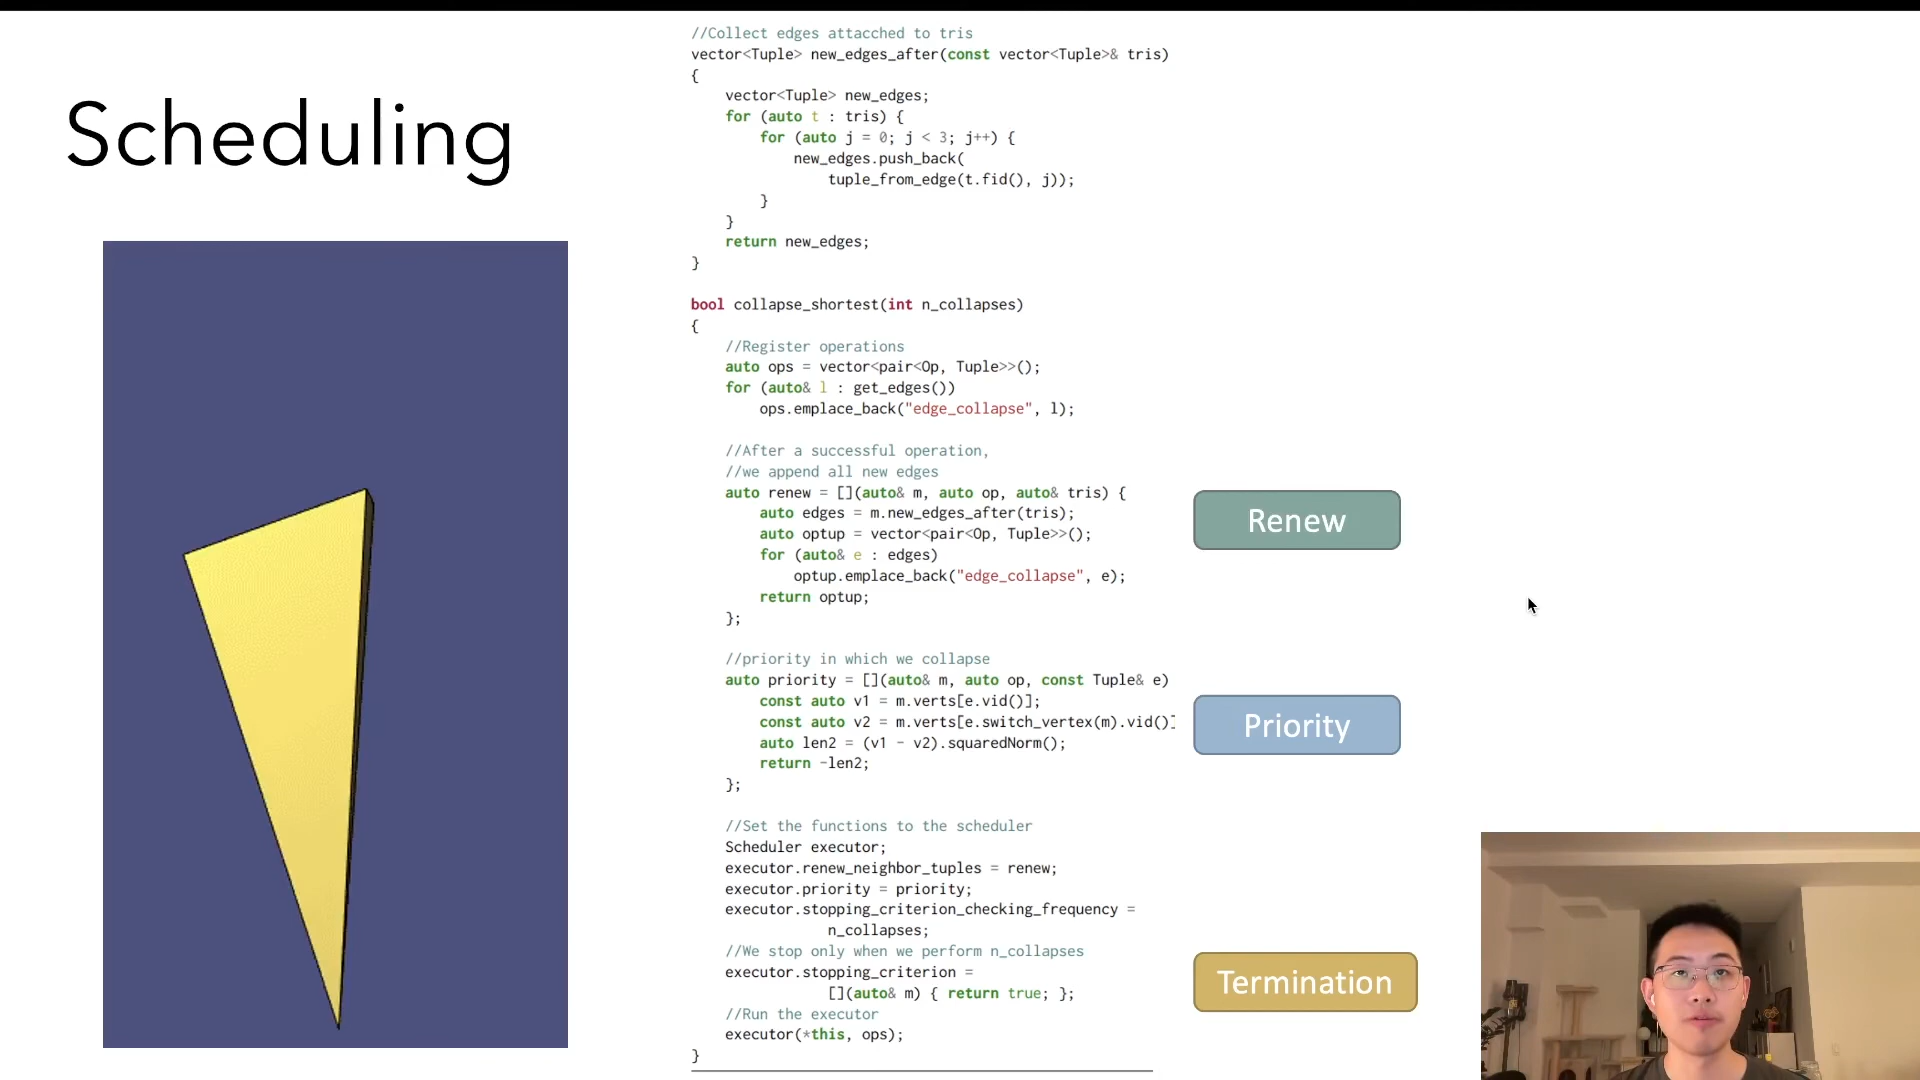 Scheduling
//Collect edges attacched to tris
vector<Tuple> new_edges_after(const vector<Tuple>& tris)
{
    vector<Tuple> new_edges;
    for (auto t : tris) {
        for (auto j = 0; j < 3; j++) {
            new_edges.push_back(
                tuple_from_edge(t.fid(), j));
        }
    }
    return new_edges;
}
bool collapse_shortest(int n_collapses)
{
    //Register operations
    auto ops = vector<pair<Op, Tuple>>();
    for (auto& l : get_edges())
        ops.emplace_back("edge_collapse", l);
    //After a successful operation,
    //we append all new edges
    auto renew = [](auto& m, auto op, auto& tris) {
        auto edges = m.new_edges_after(tris);
        auto optup = vector<pair<Op, Tuple>>();
        for (auto& e : edges)
            optup.emplace_back("edge_collapse", e);
        return optup;
    };
    //priority in which we collapse
    auto priority = [](auto& m, auto op, const Tuple& e)
        const auto v1 = m.verts[e.vid()];
        const auto v2 = m.verts[e.switch_vertex(m).vid()]
        auto len2 = (v1 - v2).squaredNorm();
        return -len2;
    };
    //Set the functions to the scheduler
    Scheduler executor;
    executor.renew_neighbor_tuples = renew;
    executor.priority = priority;
    executor.stopping_criterion_checking_frequency =
                n_collapses;
    //We stop only when we perform n_collapses
    executor.stopping_criterion =
                [](auto& m) { return true; };
    //Run the executor
    executor(*this, ops);
}
Renew
Priority
Termination